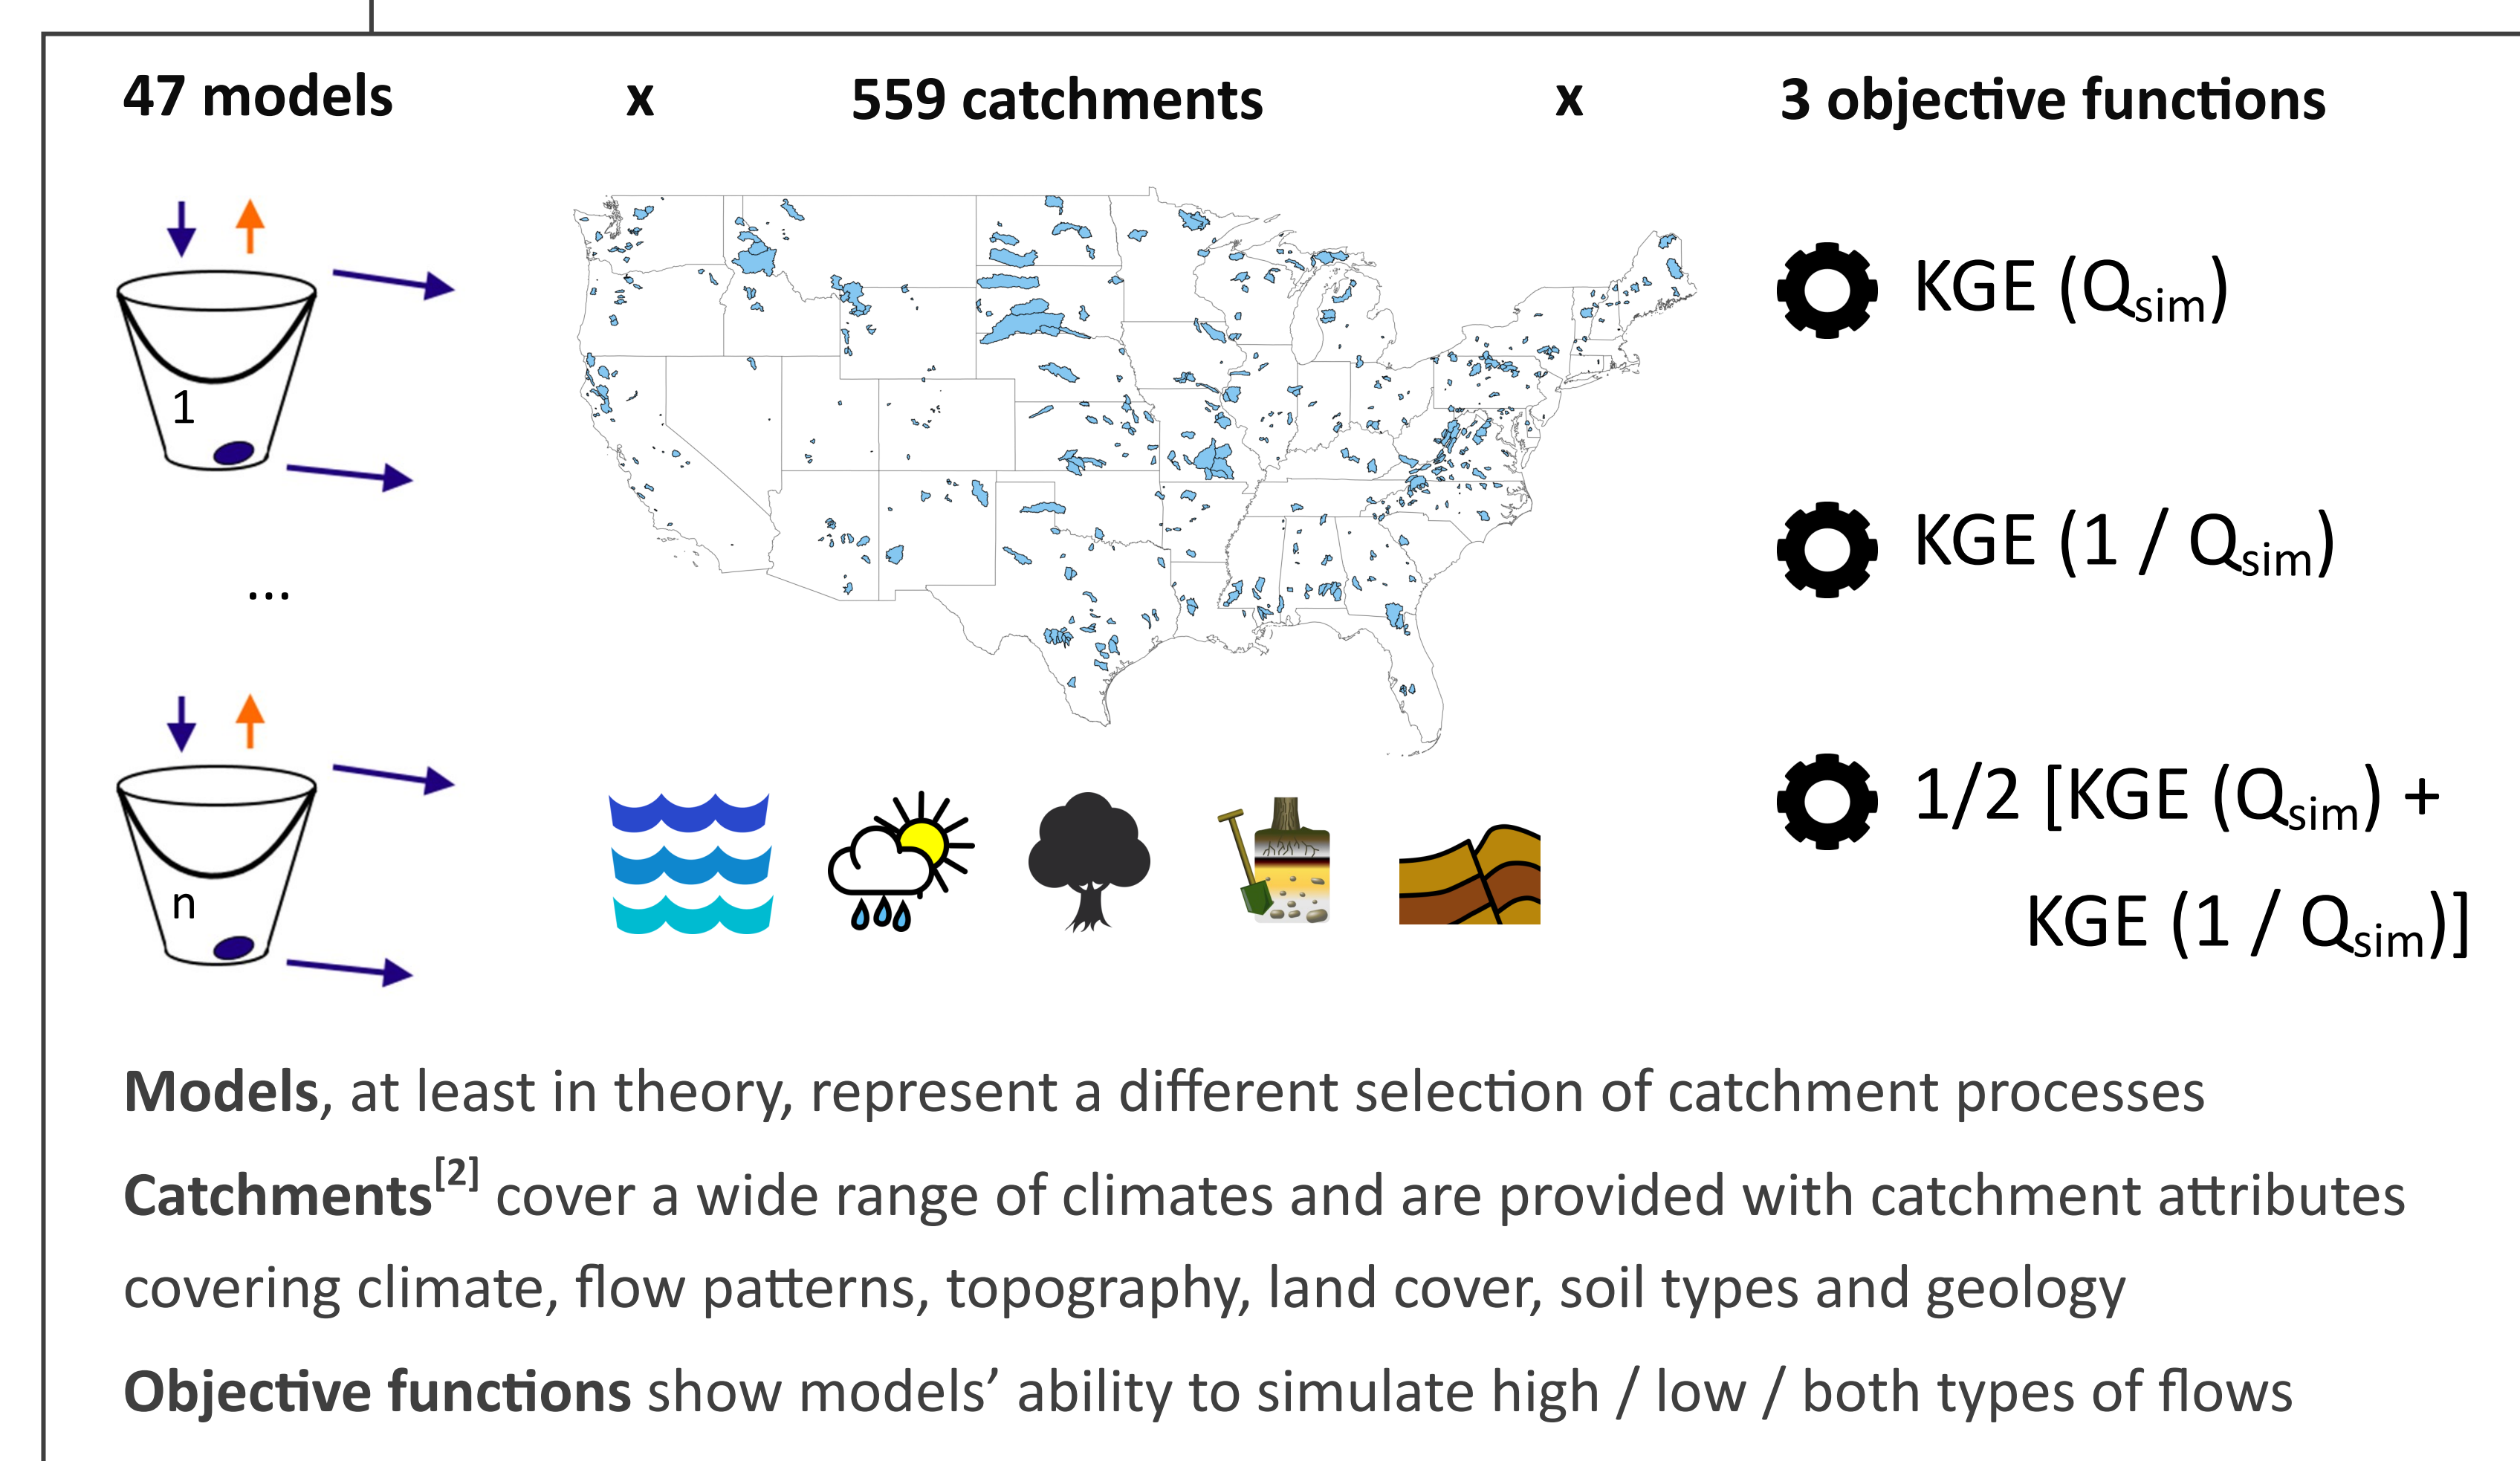 47 models x 559 catchments x 3 objective functions
1
...
n
KGE (Qsim)
KGE (1 / Qsim)
1/2 [KGE (Qsim) +
KGE (1 / Qsim)]
Models, at least in theory, represent a different selection of catchment processes
Catchments[2] cover a wide range of climates and are provided with catchment attributes
covering climate, flow patterns, topography, land cover, soil types and geology
Objective functions show models’ ability to simulate high / low / both types of flows